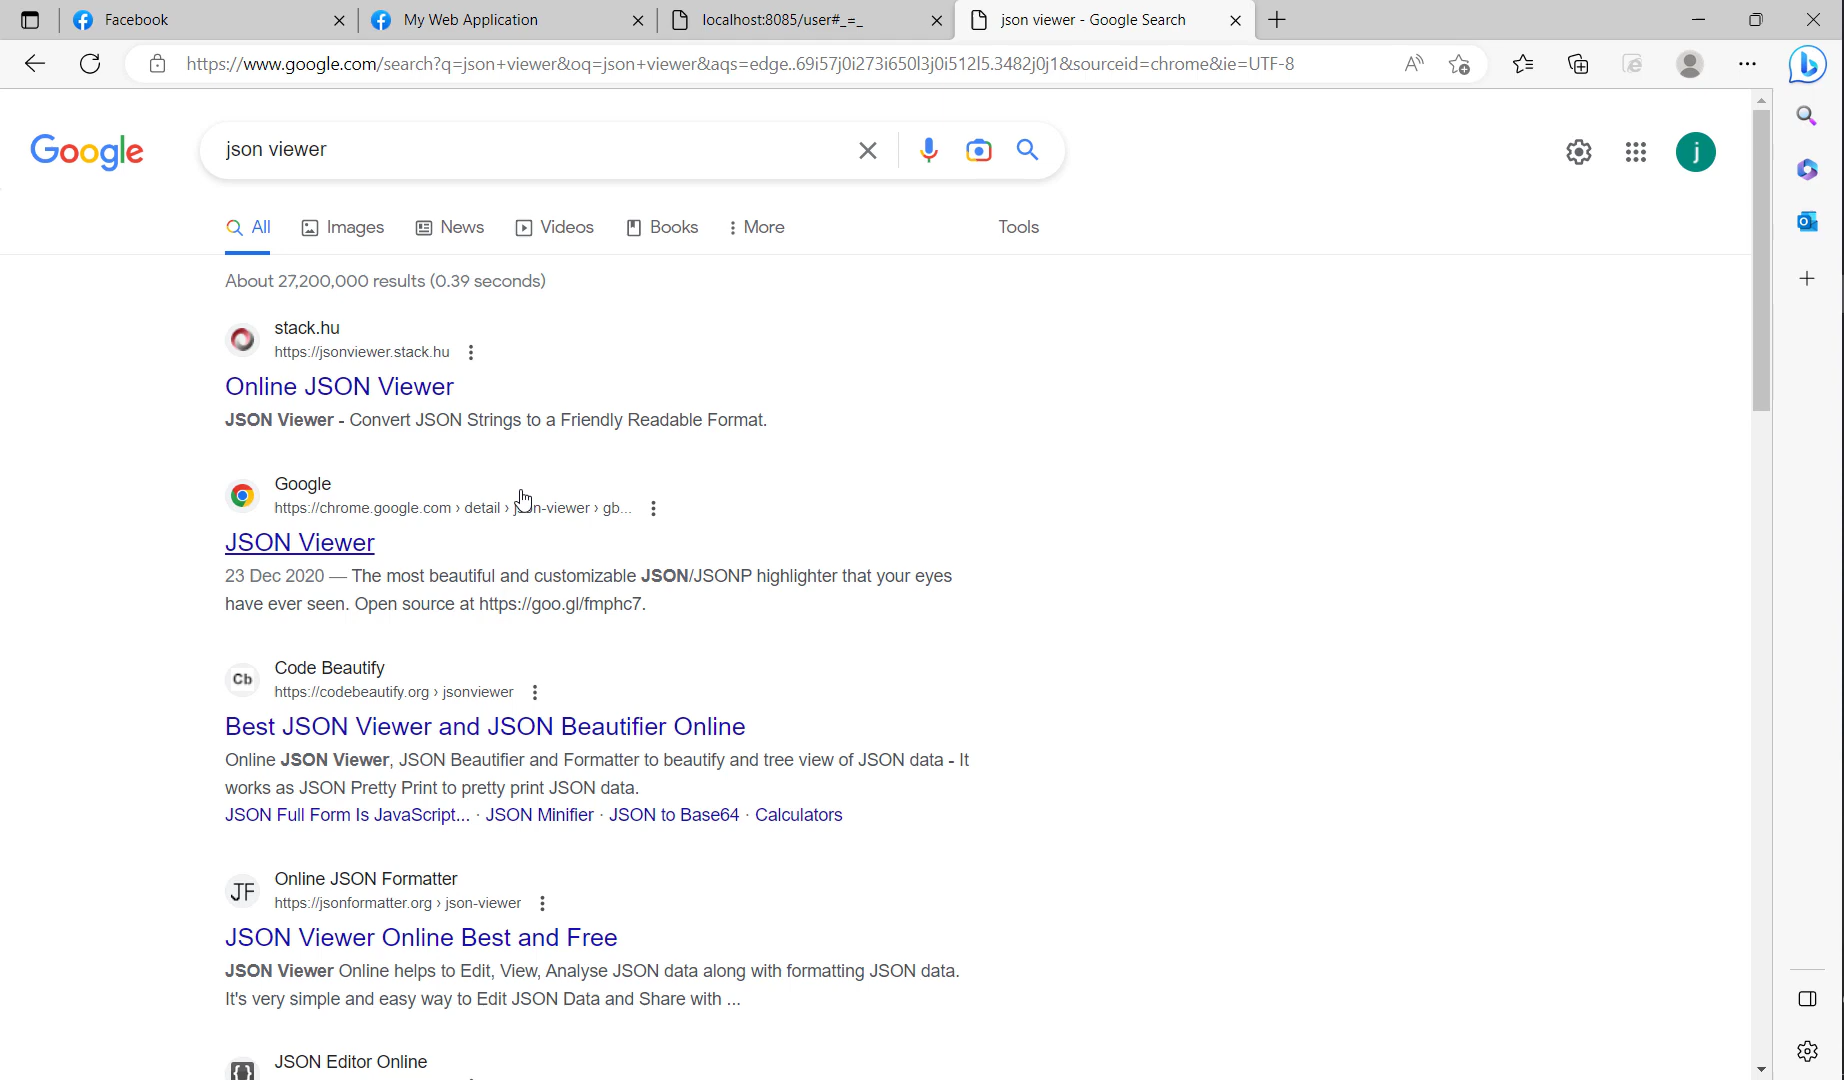 Facebook
My Web Application
localhost:8085/user#_=_
json viewer - Google Search
https://www.google.com/search?q=json+viewer&oq=json+viewer&aqs=edge..69i57j0i273i650l3j0i512l5.3482j0j1&sourceid=chrome&ie=UTF-8
Google
json viewer
j
All
Images
News
Videos
Books
More
Tools
About 27,200,000 results (0.39 seconds)
stack.hu
https://jsonviewer.stack.hu
Online JSON Viewer
JSON Viewer - Convert JSON Strings to a Friendly Readable Format.
Google
https://chrome.google.com › detail › json-viewer › gb...
JSON Viewer
23 Dec 2020 — The most beautiful and customizable JSON/JSONP highlighter that your eyes
have ever seen. Open source at https://goo.gl/fmphc7.
Cb
Code Beautify
https://codebeautify.org › jsonviewer
Best JSON Viewer and JSON Beautifier Online
Online JSON Viewer, JSON Beautifier and Formatter to beautify and tree view of JSON data - It
works as JSON Pretty Print to pretty print JSON data.
JSON Full Form Is JavaScript... · JSON Minifier · JSON to Base64 · Calculators
JF
Online JSON Formatter
https://jsonformatter.org › json-viewer
JSON Viewer Online Best and Free
JSON Viewer Online helps to Edit, View, Analyse JSON data along with formatting JSON data.
It's very simple and easy way to Edit JSON Data and Share with ...
JSON Editor Online